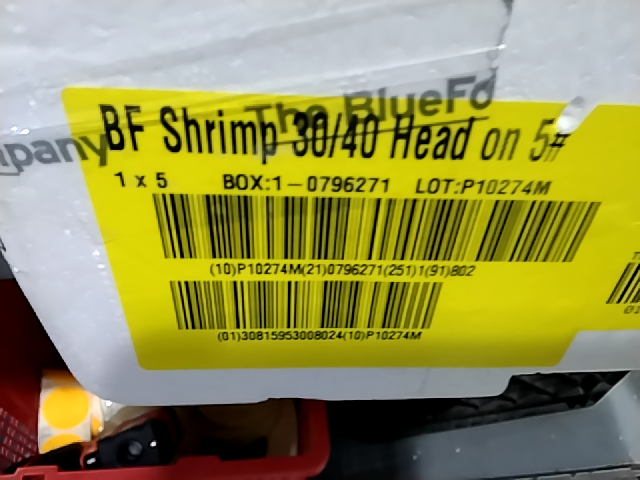 The BlueFo
mpany
BF Shrimp 30/40 Head on 5#
1 x 5 BOX:1-0796271 LOT:P10274M
(10)P10274M(21)0796271(251)1(91)802
(01)30815953008024(10)P10274M